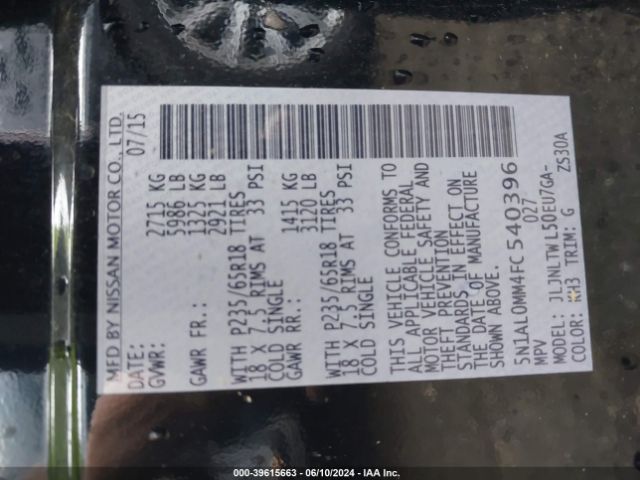 MFD BY NISSAN MOTOR CO., LTD.
DATE: 07/15
GVWR: 2715 KG
5986 LB
GAWR FR.: 1325 KG
2921 LB
WITH P235/65R18 TIRES
18 X 7.5 RIMS AT 33 PSI
COLD SINGLE
GAWR RR.: 1415 KG
3120 LB
WITH P235/65R18 TIRES
18 X 7.5 RIMS AT 33 PSI
COLD SINGLE
THIS VEHICLE CONFORMS TO
ALL APPLICABLE FEDERAL
MOTOR VEHICLE SAFETY AND
THEFT PREVENTION
STANDARDS IN EFFECT ON
THE DATE OF MANUFACTURE
SHOWN ABOVE.
5N1AL0MM4FC540396
MPV 027
MODEL: JLJNLTWL50EU7GA-
COLOR: KH3 TRIM: G ZS30A
000-39615663 - 06/10/2024 - IAA Inc.